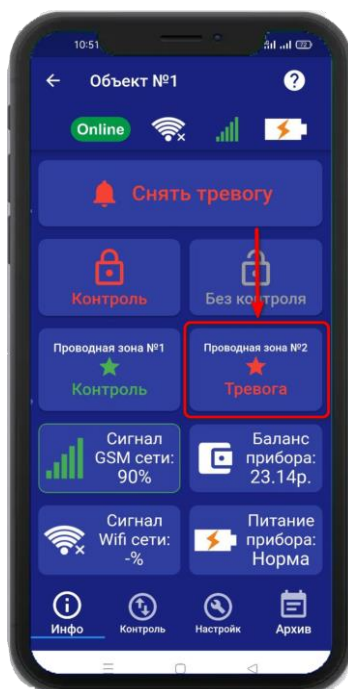 10:51
72
Объект №1
?
Online
Снять тревогу
Контроль
Без контроля
Проводная зона №1
Контроль
Проводная зона №2
Тревога
Сигнал
GSM сети:
90%
Баланс
прибора:
23.14р.
Сигнал
Wifi сети:
-%
Питание
прибора:
Норма
Инфо
Контроль
Настройк
Архив